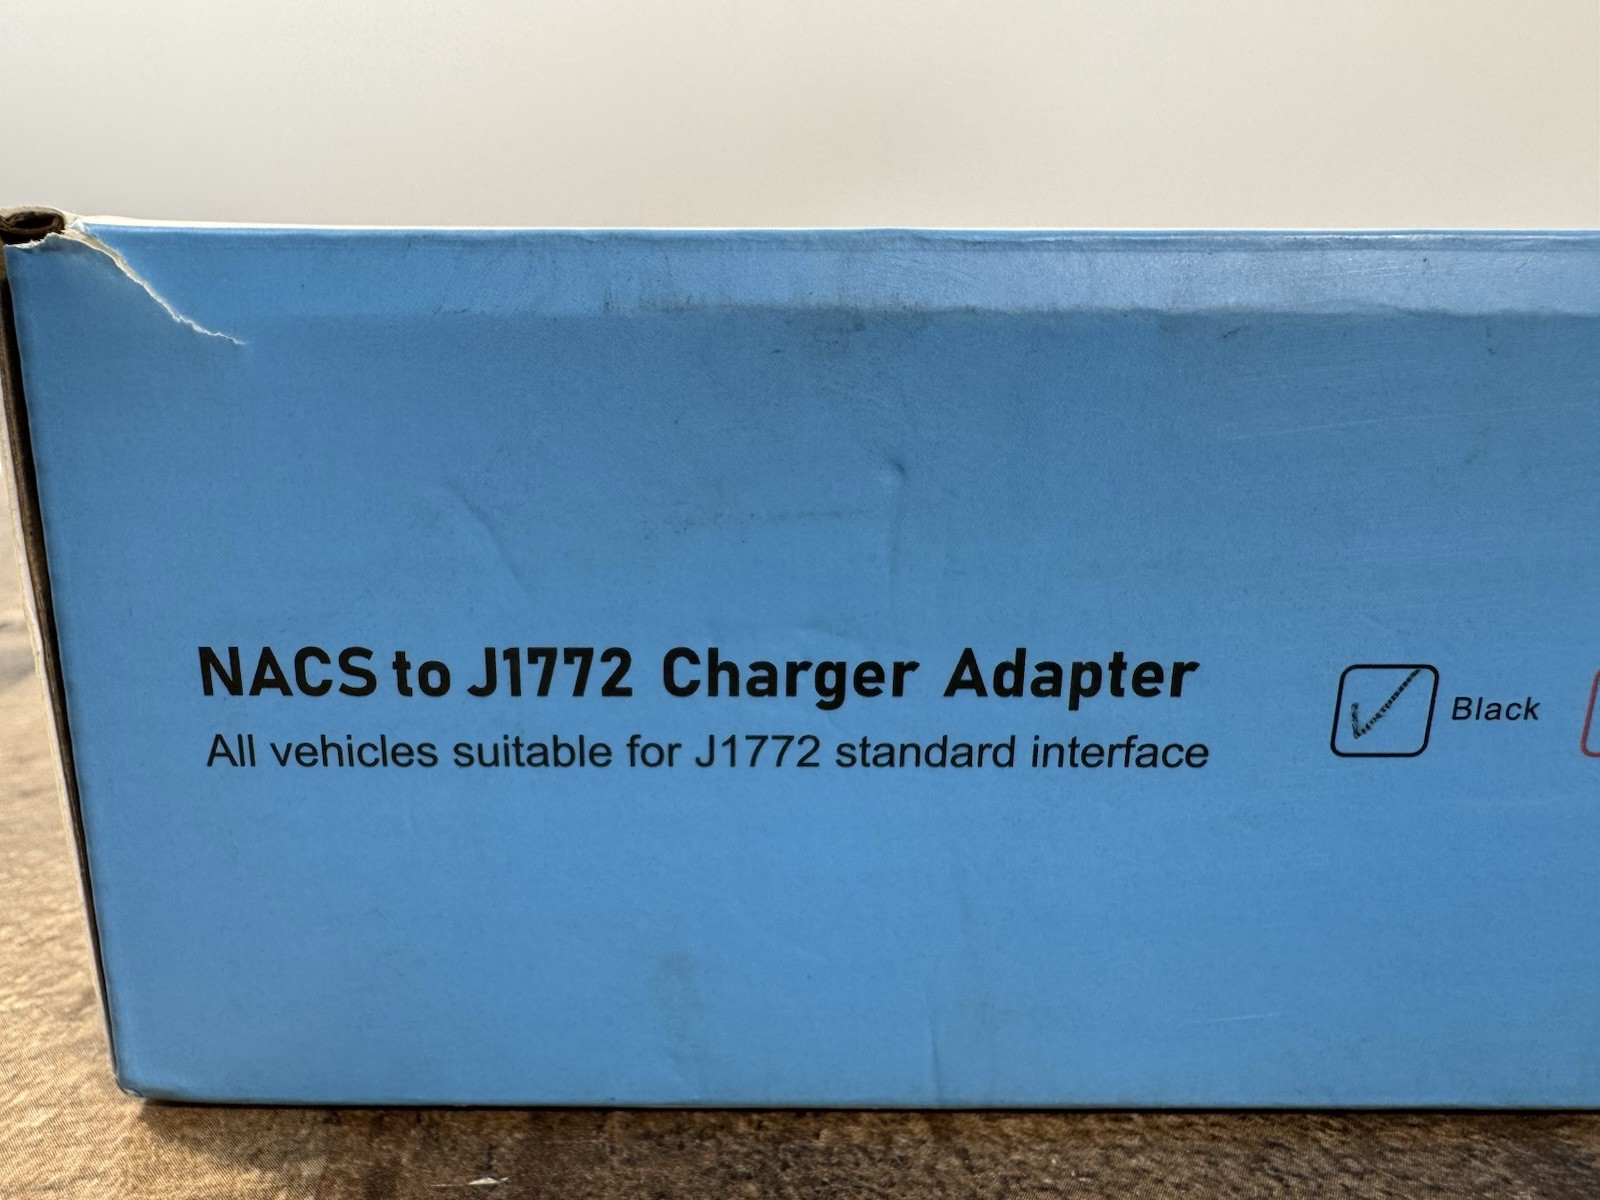 NACS to J1772 Charger Adapter
All vehicles suitable for J1772 standard interface
Black